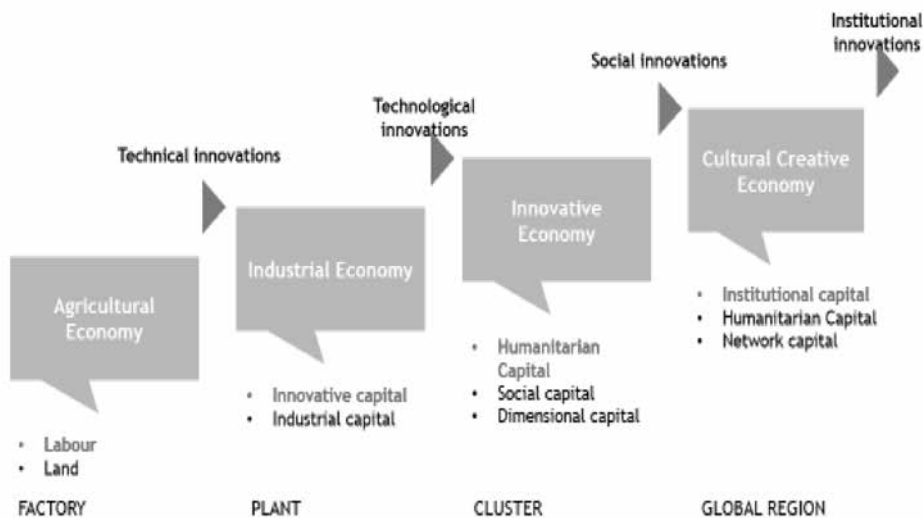 Institutional
innovations
Social innovations
Technological
innovations
Technical innovations
Cultural Creative
Economy
Innovative
Economy
Industrial Economy
Agricultural
Economy
• Institutional capital
• Humanitarian Capital
• Network capital
• Humanitarian
Capital
• Social capital
• Dimensional capital
• Innovative capital
• Industrial capital
• Labour
• Land
FACTORY
PLANT
CLUSTER
GLOBAL REGION